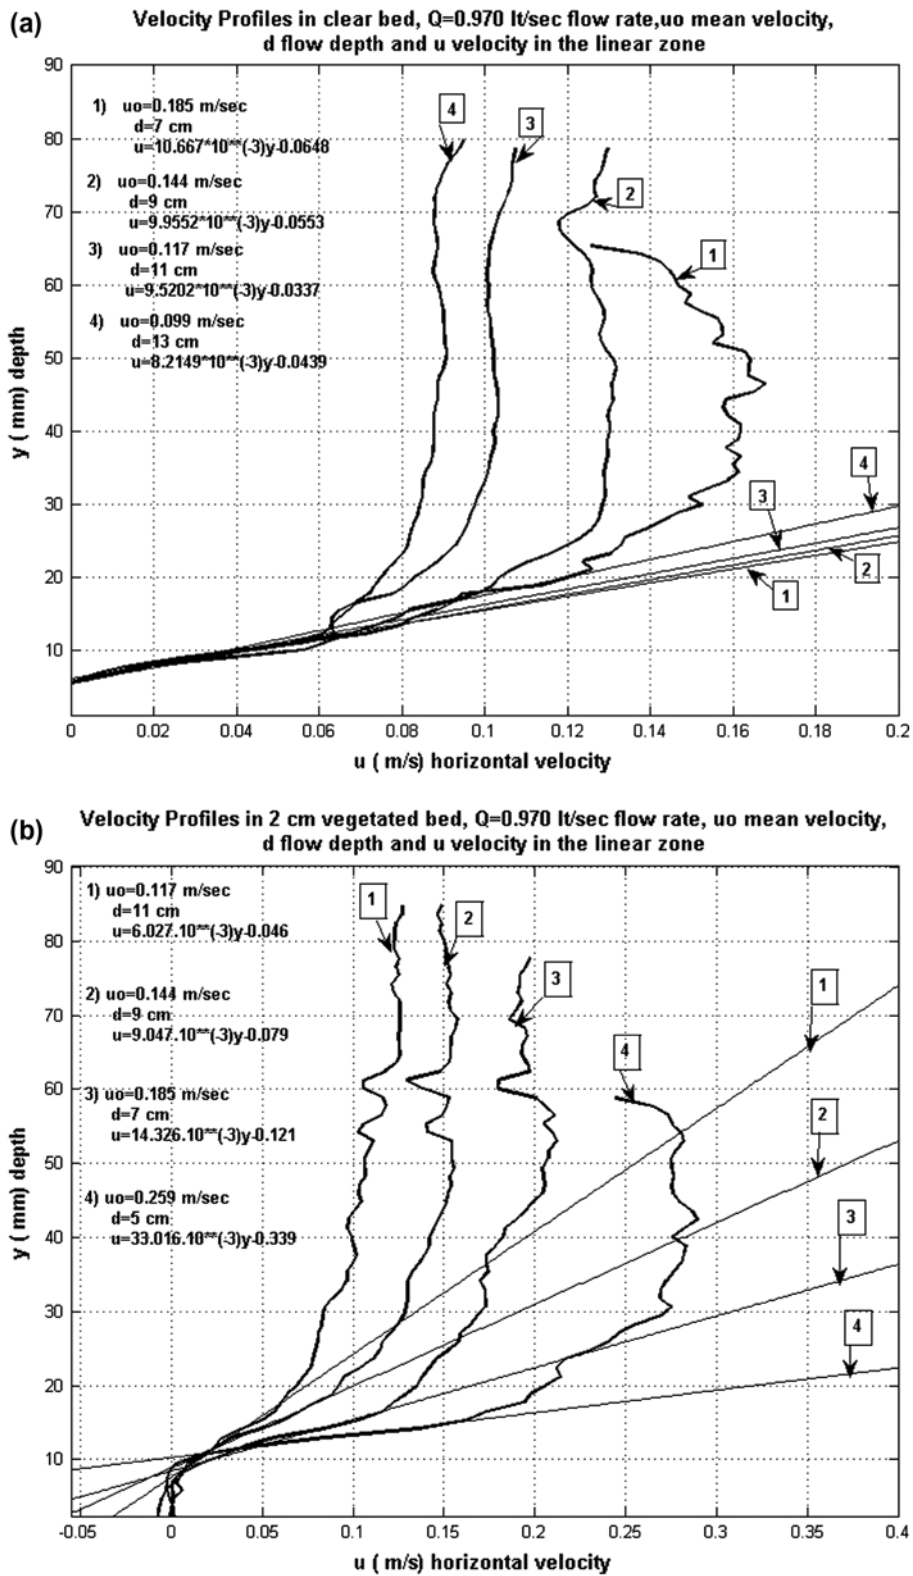 (a)
Velocity Profiles in clear bed, Q=0.970 lt/sec flow rate,uo mean velocity,
d flow depth and u velocity in the linear zone
90
80
70
60
50
40
30
20
10
y ( mm) depth
1) uo=0.185 m/sec
d=7 cm
u=10.667*10**(-3)y-0.0648
2) uo=0.144 m/sec
d=9 cm
u=9.9552*10**(-3)y-0.0553
3) uo=0.117 m/sec
d=11 cm
u=9.5202*10**(-3)y-0.0337
4) uo=0.099 m/sec
d=13 cm
u=8.2149*10**(-3)y-0.0439
4
3
2
1
4
3
2
1
0 0.02 0.04 0.06 0.08 0.1 0.12 0.14 0.16 0.18 0.2
u ( m/s) horizontal velocity
(b)
Velocity Profiles in 2 cm vegetated bed, Q=0.970 lt/sec flow rate, uo mean velocity,
d flow depth and u velocity in the linear zone
90
80
70
60
50
40
30
20
10
y ( mm) depth
1) uo=0.117 m/sec
d=11 cm
u=6.027.10**(-3)y-0.046
2) uo=0.144 m/sec
d=9 cm
u=9.047.10**(-3)y-0.079
3) uo=0.185 m/sec
d=7 cm
u=14.326.10**(-3)y-0.121
4) uo=0.259 m/sec
d=5 cm
u=33.016.10**(-3)y-0.339
1
2
3
4
1
2
3
4
-0.05 0 0.05 0.1 0.15 0.2 0.25 0.3 0.35 0.4
u ( m/s) horizontal velocity